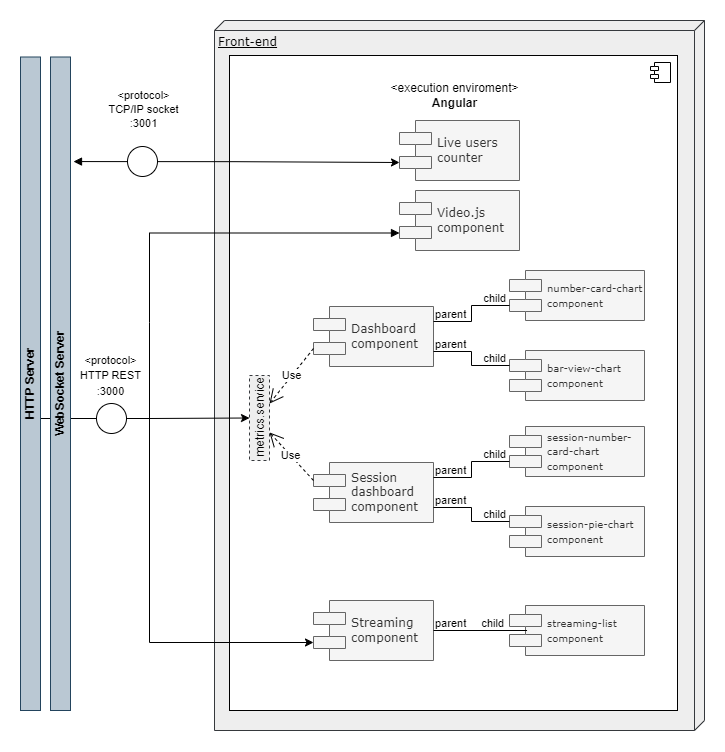 Front-end
<execution enviroment>
Angular
<protocol>
TCP/IP socket
:3001
Live users
counter
Video.js
component
number-card-chart
component
child
parent
Dashboard
component
parent
child
bar-view-chart
component
Use
HTTP Server
WebSocket Server
<protocol>
HTTP REST
:3000
metrics.service
Use
session-number-
card-chart
component
child
parent
Session
dashboard
component
parent
child
session-pie-chart
component
Streaming
component
parent
child
streaming-list
component